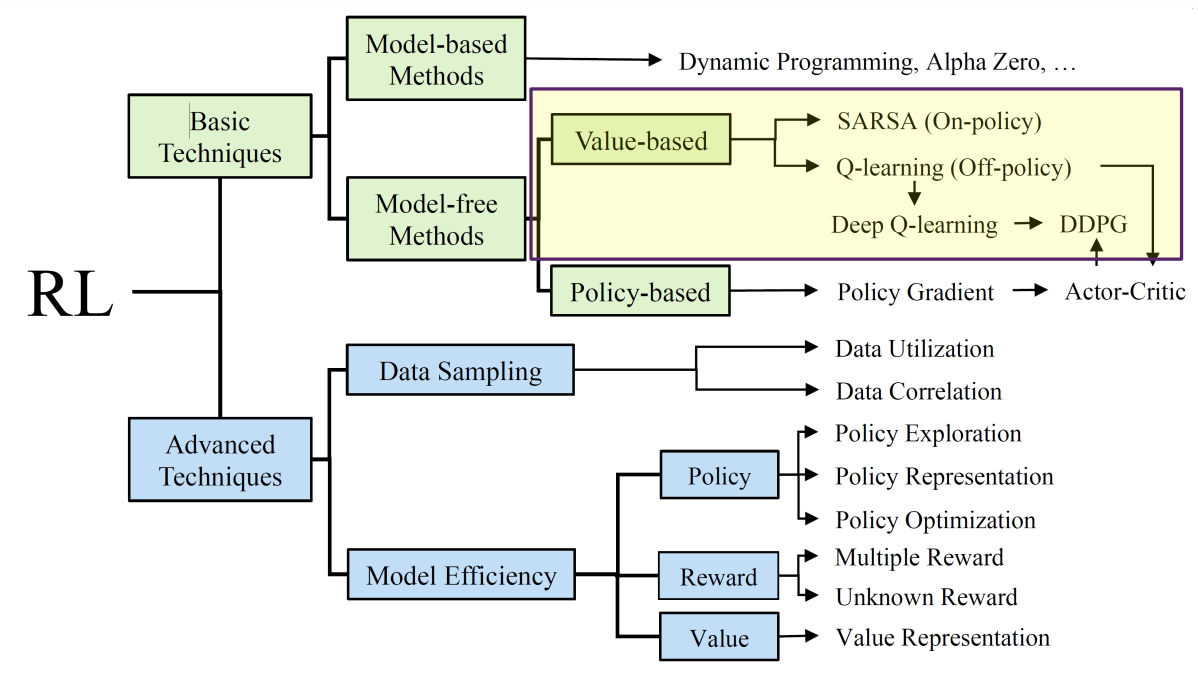 Model-based
Methods
Dynamic Programming, Alpha Zero, …
Basic
Techniques
Value-based
SARSA (On-policy)
Q-learning (Off-policy)
Model-free
Methods
Deep Q-learning
DDPG
RL
Policy-based
Policy Gradient
Actor-Critic
Data Sampling
Data Utilization
Data Correlation
Advanced
Techniques
Policy
Policy Exploration
Policy Representation
Policy Optimization
Model Efficiency
Reward
Multiple Reward
Unknown Reward
Value
Value Representation